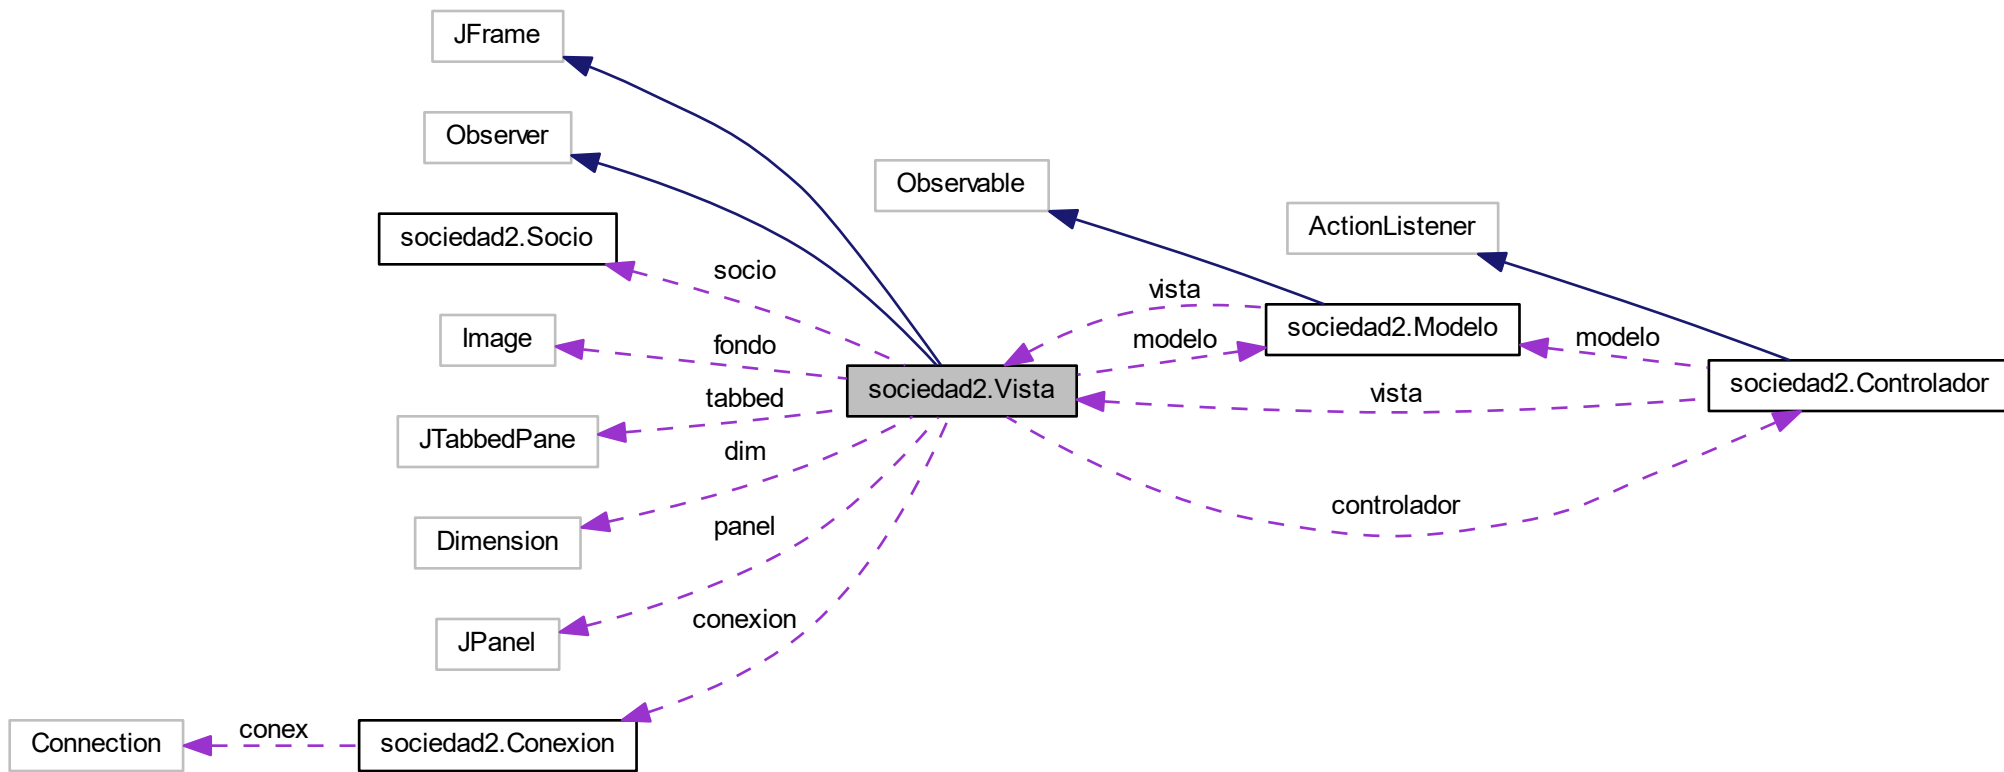 JFrame
Observer
Observable
ActionListener
sociedad2.Socio
socio
vista
sociedad2.Modelo
Image
fondo
modelo
modelo
sociedad2.Vista
sociedad2.Controlador
tabbed
vista
JTabbedPane
dim
controlador
Dimension
panel
JPanel
conexion
Connection
conex
sociedad2.Conexion